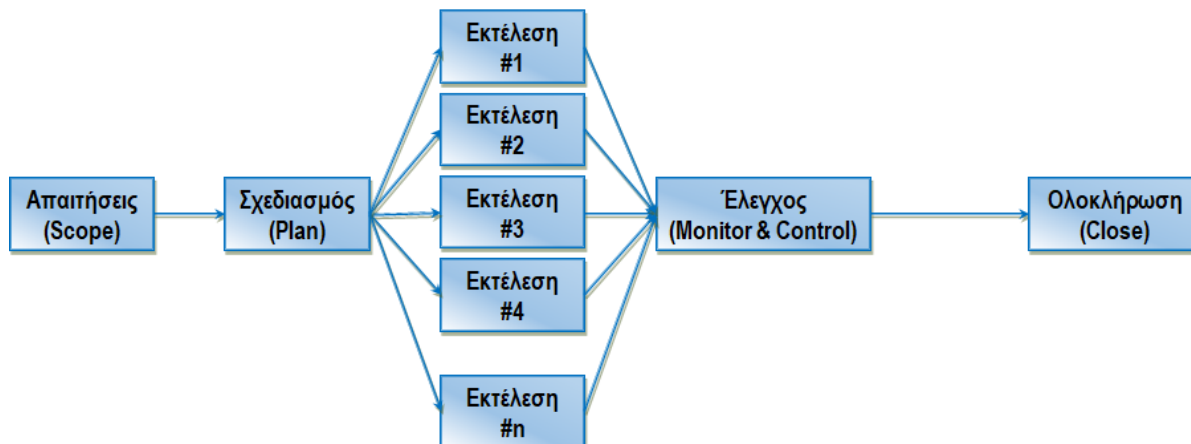 Απαιτήσεις
(Scope)
Σχεδιασμός
(Plan)
Εκτέλεση
#1
Εκτέλεση
#2
Εκτέλεση
#3
Εκτέλεση
#4
Εκτέλεση
#n
Έλεγχος
(Monitor & Control)
Ολοκλήρωση
(Close)